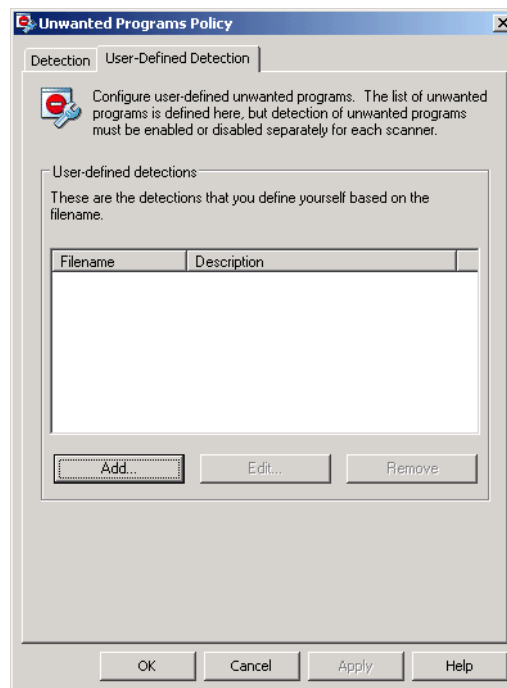 Unwanted Programs Policy
Detection User-Defined Detection
Configure user-defined unwanted programs. The list of unwanted
programs is defined here, but detection of unwanted programs
must be enabled or disabled separately for each scanner.
User-defined detections
These are the detections that you define yourself based on the
filename.
Filename Description
Add... Edit... Remove
OK Cancel Apply Help